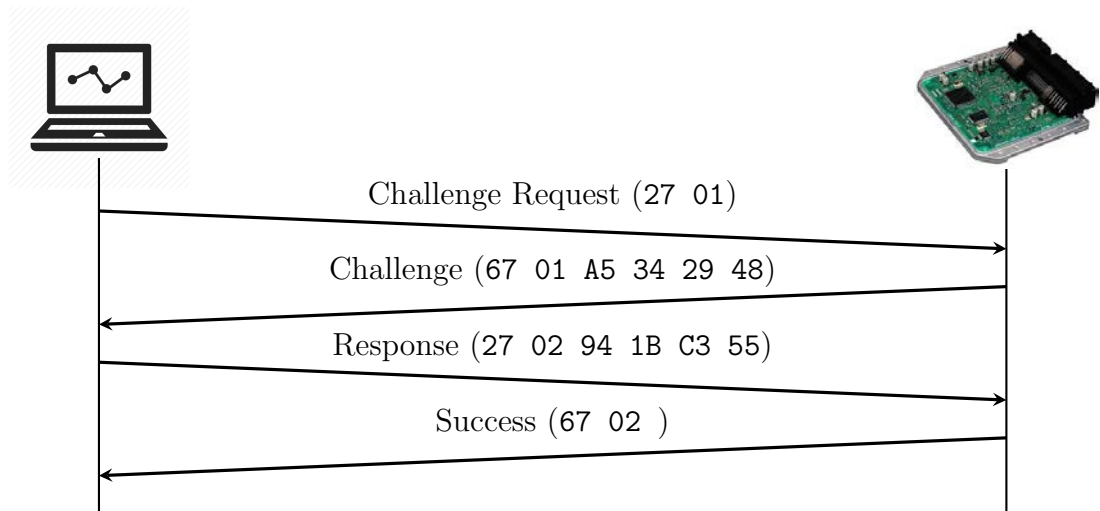 Challenge Request (27 01)
Challenge (67 01 A5 34 29 48)
Response (27 02 94 1B C3 55)
Success (67 02 )